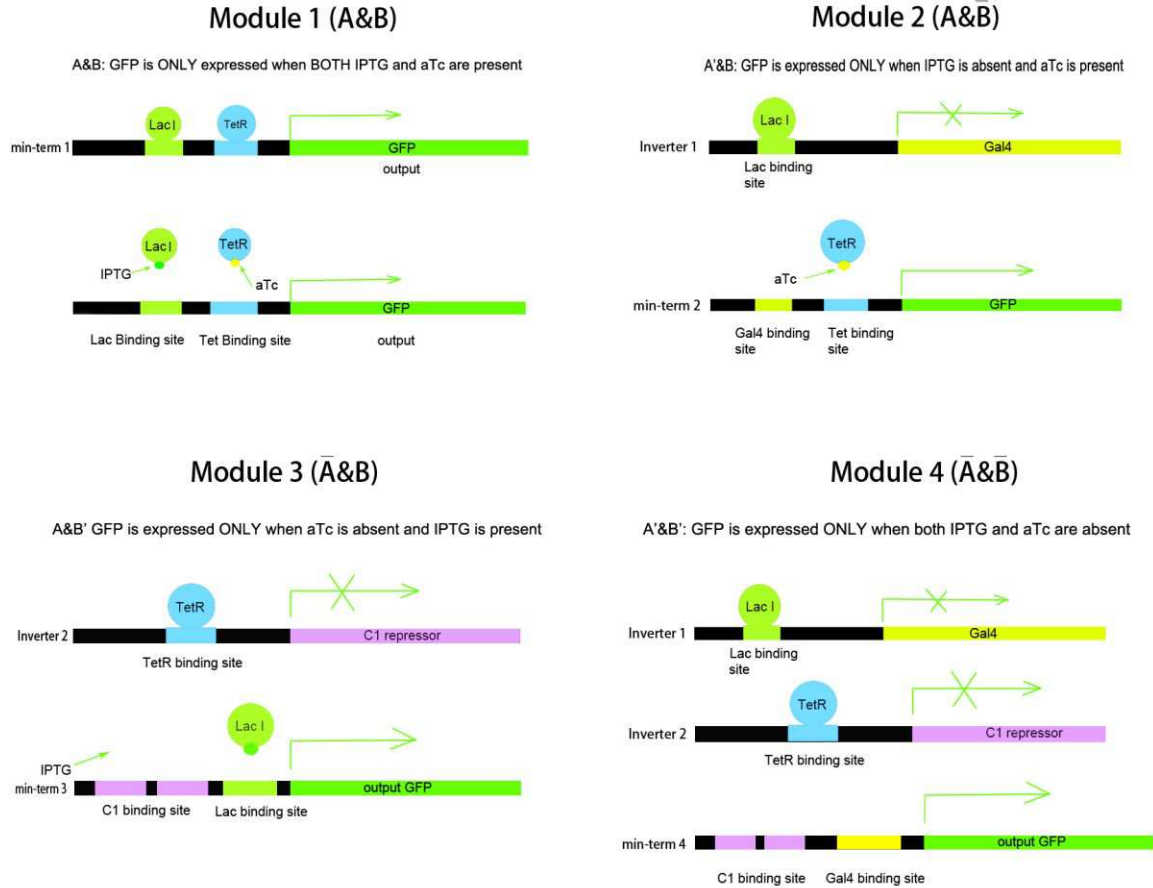 Module 1 (A&B)
A&B: GFP is ONLY expressed when BOTH IPTG and aTc are present
Lac I
TetR
min-term 1
GFP
output
Lac I
TetR
IPTG
aTc
GFP
Lac Binding site
Tet Binding site
output
Module 2 (A&B̅)
A'&B: GFP is expressed ONLY when IPTG is absent and aTc is present
Lac I
Inverter 1
Gal4
Lac binding
site
TetR
aTc
min-term 2
GFP
Gal4 binding
site
Tet binding
site
Module 3 (A̅&B)
A&B' GFP is expressed ONLY when aTc is absent and IPTG is present
TetR
Inverter 2
C1 repressor
TetR binding site
Lac I
IPTG
min-term 3
output GFP
C1 binding site
Lac binding site
Module 4 (A̅&B̅)
A'&B': GFP is expressed ONLY when both IPTG and aTc are absent
Lac I
Inverter 1
Gal4
Lac binding
site
TetR
Inverter 2
C1 repressor
TetR binding site
min-term 4
output GFP
C1 binding site
Gal4 binding site